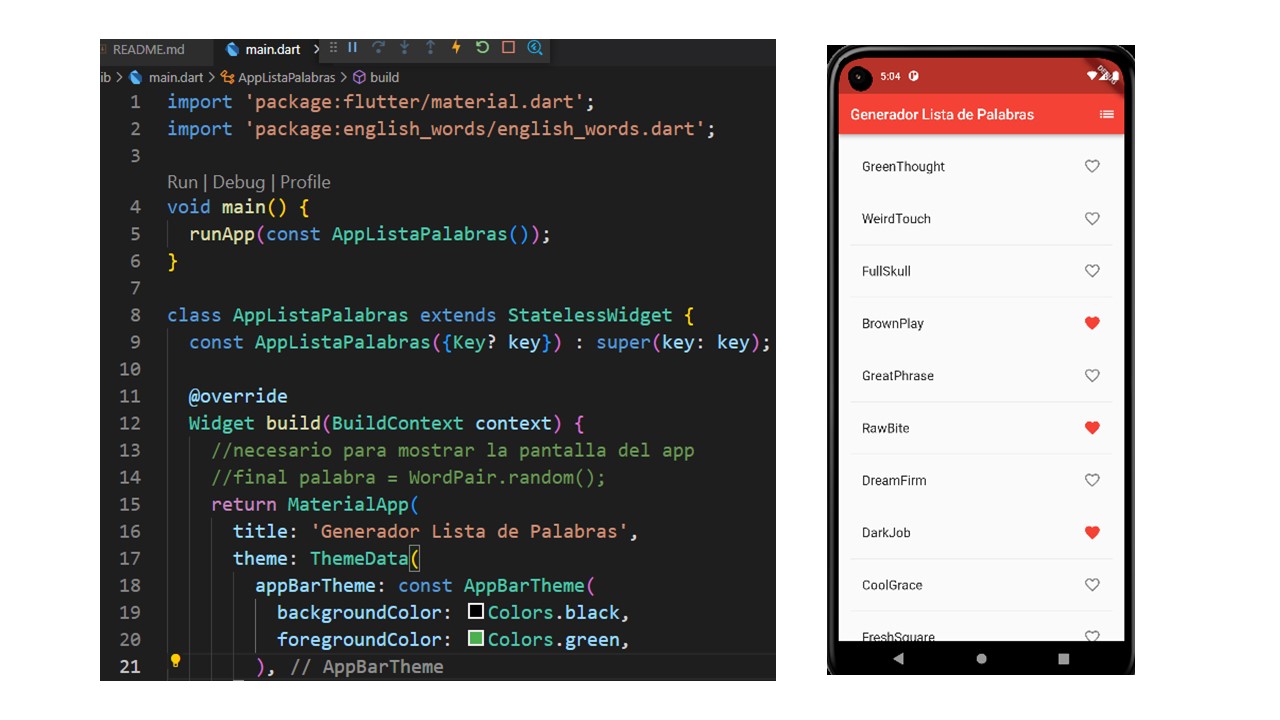 README.md
main.dart
ib > main.dart > AppListaPalabras > build
1 import 'package:flutter/material.dart';
2 import 'package:english_words/english_words.dart';
3
Run | Debug | Profile
4 void main() {
5 runApp(const AppListaPalabras());
6 }
7
8 class AppListaPalabras extends StatelessWidget {
9 const AppListaPalabras({Key? key}) : super(key: key);
10
11 @override
12 Widget build(BuildContext context) {
13 //necesario para mostrar la pantalla del app
14 //final palabra = WordPair.random();
15 return MaterialApp(
16 title: 'Generador Lista de Palabras',
17 theme: ThemeData(
18 appBarTheme: const AppBarTheme(
19 backgroundColor: Colors.black,
20 foregroundColor: Colors.green,
21 ), // AppBarTheme
5:04
DEBUG
Generador Lista de Palabras
GreenThought
WeirdTouch
FullSkull
BrownPlay
GreatPhrase
RawBite
DreamFirm
DarkJob
CoolGrace
FreshSquare